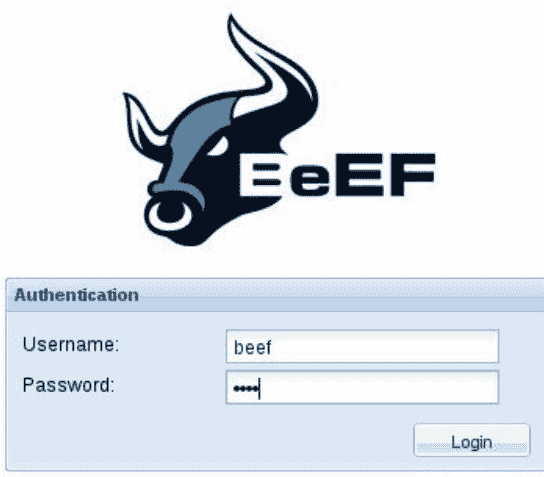 BeEF
Authentication
Username: beef
Password: ••••
Login